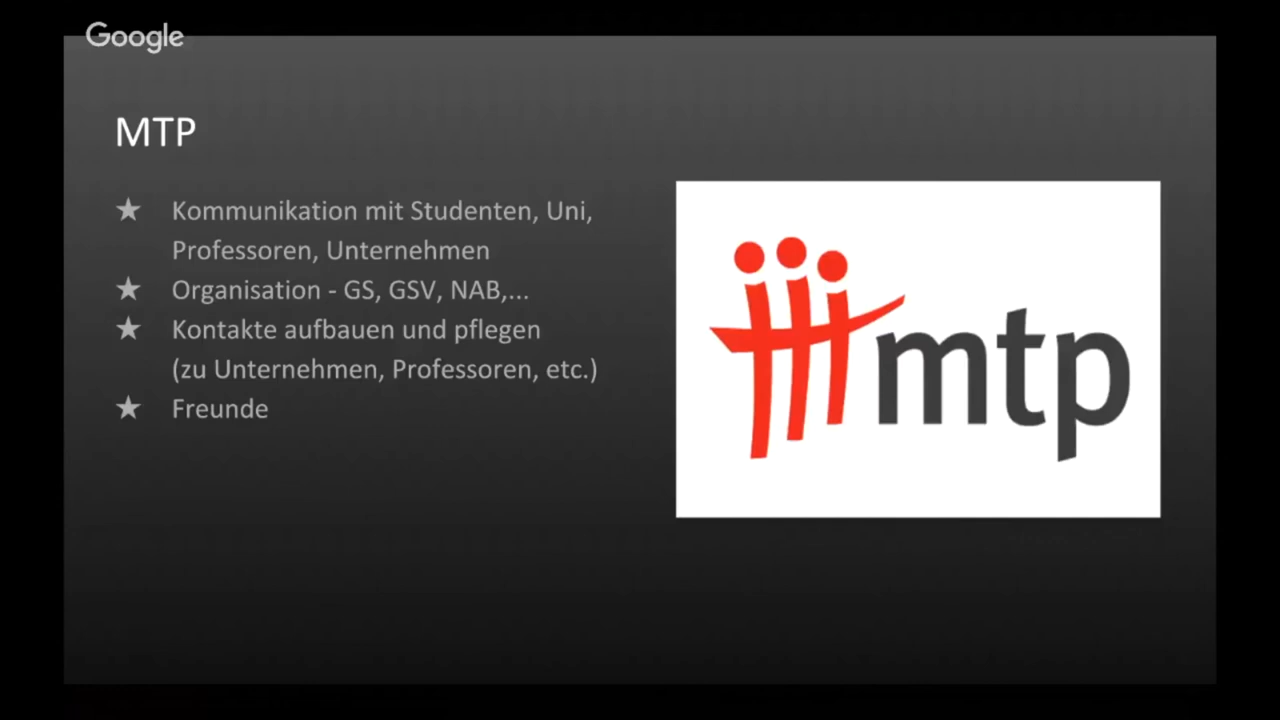 Google
MTP
★ Kommunikation mit Studenten, Uni,
Professoren, Unternehmen
★ Organisation - GS, GSV, NAB,...
★ Kontakte aufbauen und pflegen
(zu Unternehmen, Professoren, etc.)
★ Freunde
mtp